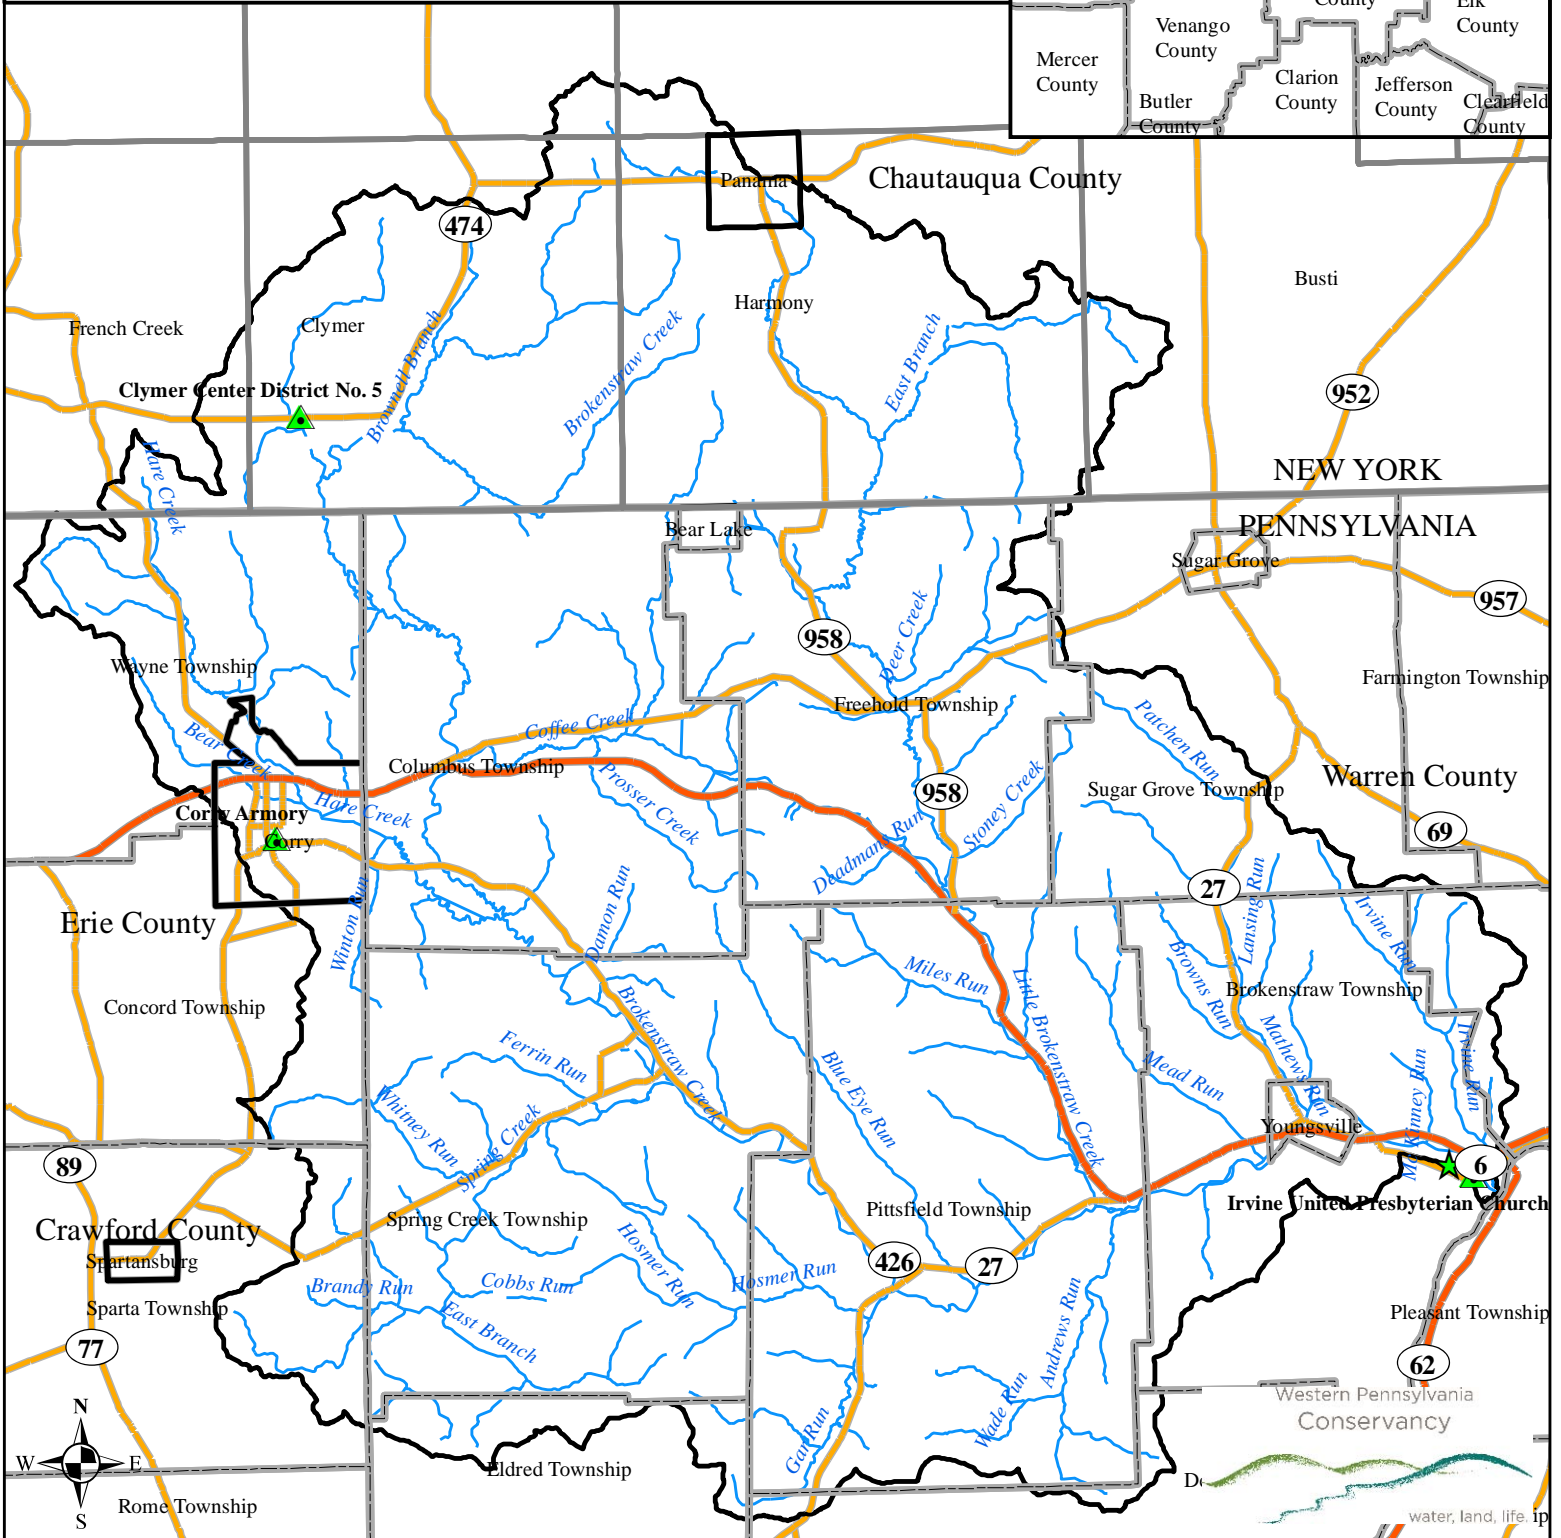 County
Elk
County
Venango
County
Mercer
County
Clarion
County
Jefferson
County
Butler
County
Clearfield
County
Panama
Chautauqua County
474
Busti
Harmony
French Creek
Clymer
Brownell Branch
Brokenstraw Creek
East Branch
Clymer Center District No. 5
952
Hare Creek
NEW YORK
PENNSYLVANIA
Bear Lake
Sugar Grove
957
958
Deer Creek
Wayne Township
Farmington Township
Freehold Township
Patchen Run
Coffee Creek
Bear Creek
Columbus Township
Warren County
Prosser Creek
958
Stoney Creek
Sugar Grove Township
Hare Creek
Corry Armory
Corry
69
Deadmans Run
27
Damon Run
Lansing Run
Irvine Run
Erie County
Winton Run
Miles Run
Browns Run
Brokenstraw Township
Concord Township
Brokenstraw Creek
Little Brokenstraw Creek
Ferrin Run
Mathews Run
Irvine Run
Blue Eye Run
Mead Run
Whitney Run
Spring Creek
Youngsville
McKinney Run
89
6
Irvine United Presbyterian Church
Pittsfield Township
Spring Creek Township
Crawford County
Spartansburg
Hosmer Run
Hosmer Run
426
27
Brandy Run
Cobbs Run
Sparta Township
East Branch
Andrews Run
Pleasant Township
77
62
Western Pennsylvania
Conservancy
N
W
E
S
Gar Run
Wade Run
Eldred Township
Rome Township
water, land, life.
ip